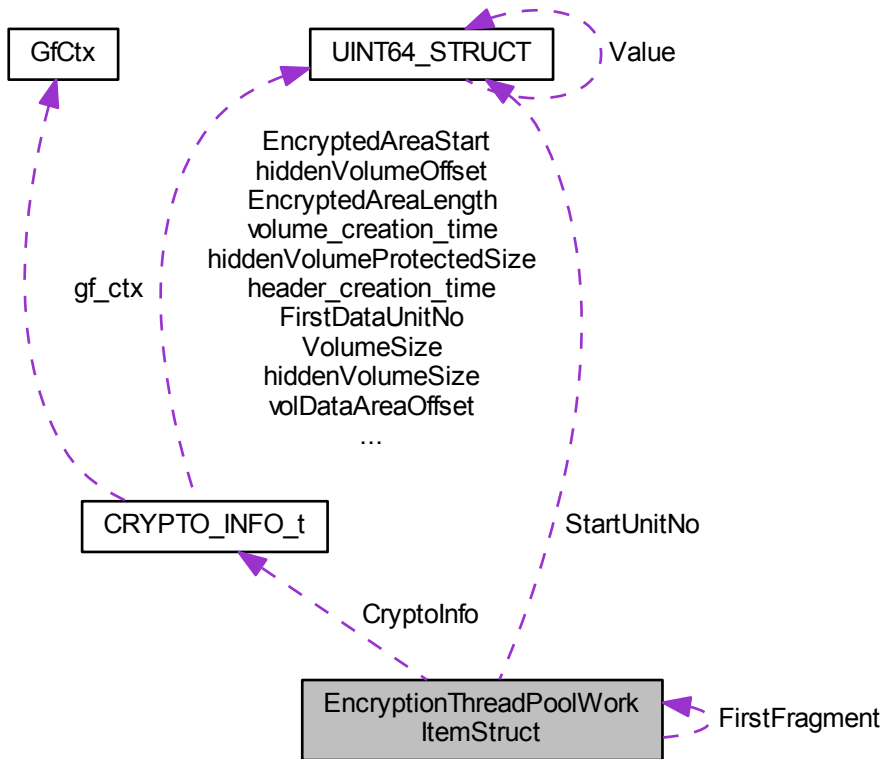 GfCtx
UINT64_STRUCT
Value
EncryptedAreaStart
hiddenVolumeOffset
EncryptedAreaLength
volume_creation_time
hiddenVolumeProtectedSize
header_creation_time
FirstDataUnitNo
VolumeSize
hiddenVolumeSize
volDataAreaOffset
...
gf_ctx
CRYPTO_INFO_t
StartUnitNo
CryptoInfo
EncryptionThreadPoolWork
ItemStruct
FirstFragment